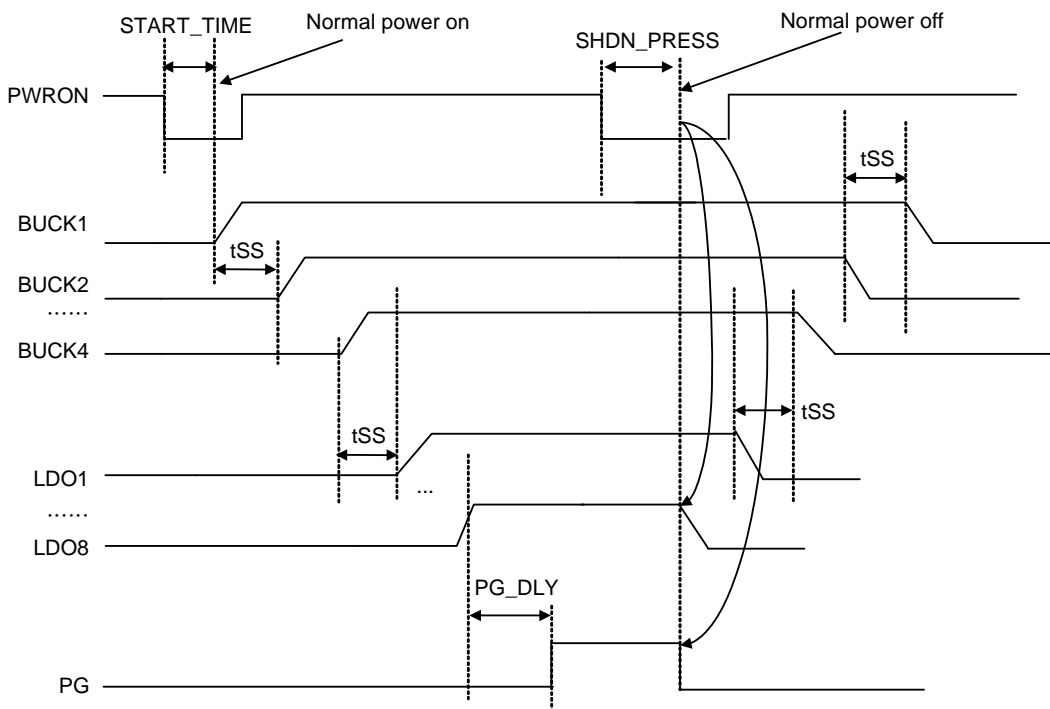 START_TIME
Normal power on
SHDN_PRESS
Normal power off
PWRON
tSS
BUCK1
tSS
BUCK2
......
BUCK4
tSS
tSS
LDO1
...
......
LDO8
PG_DLY
PG